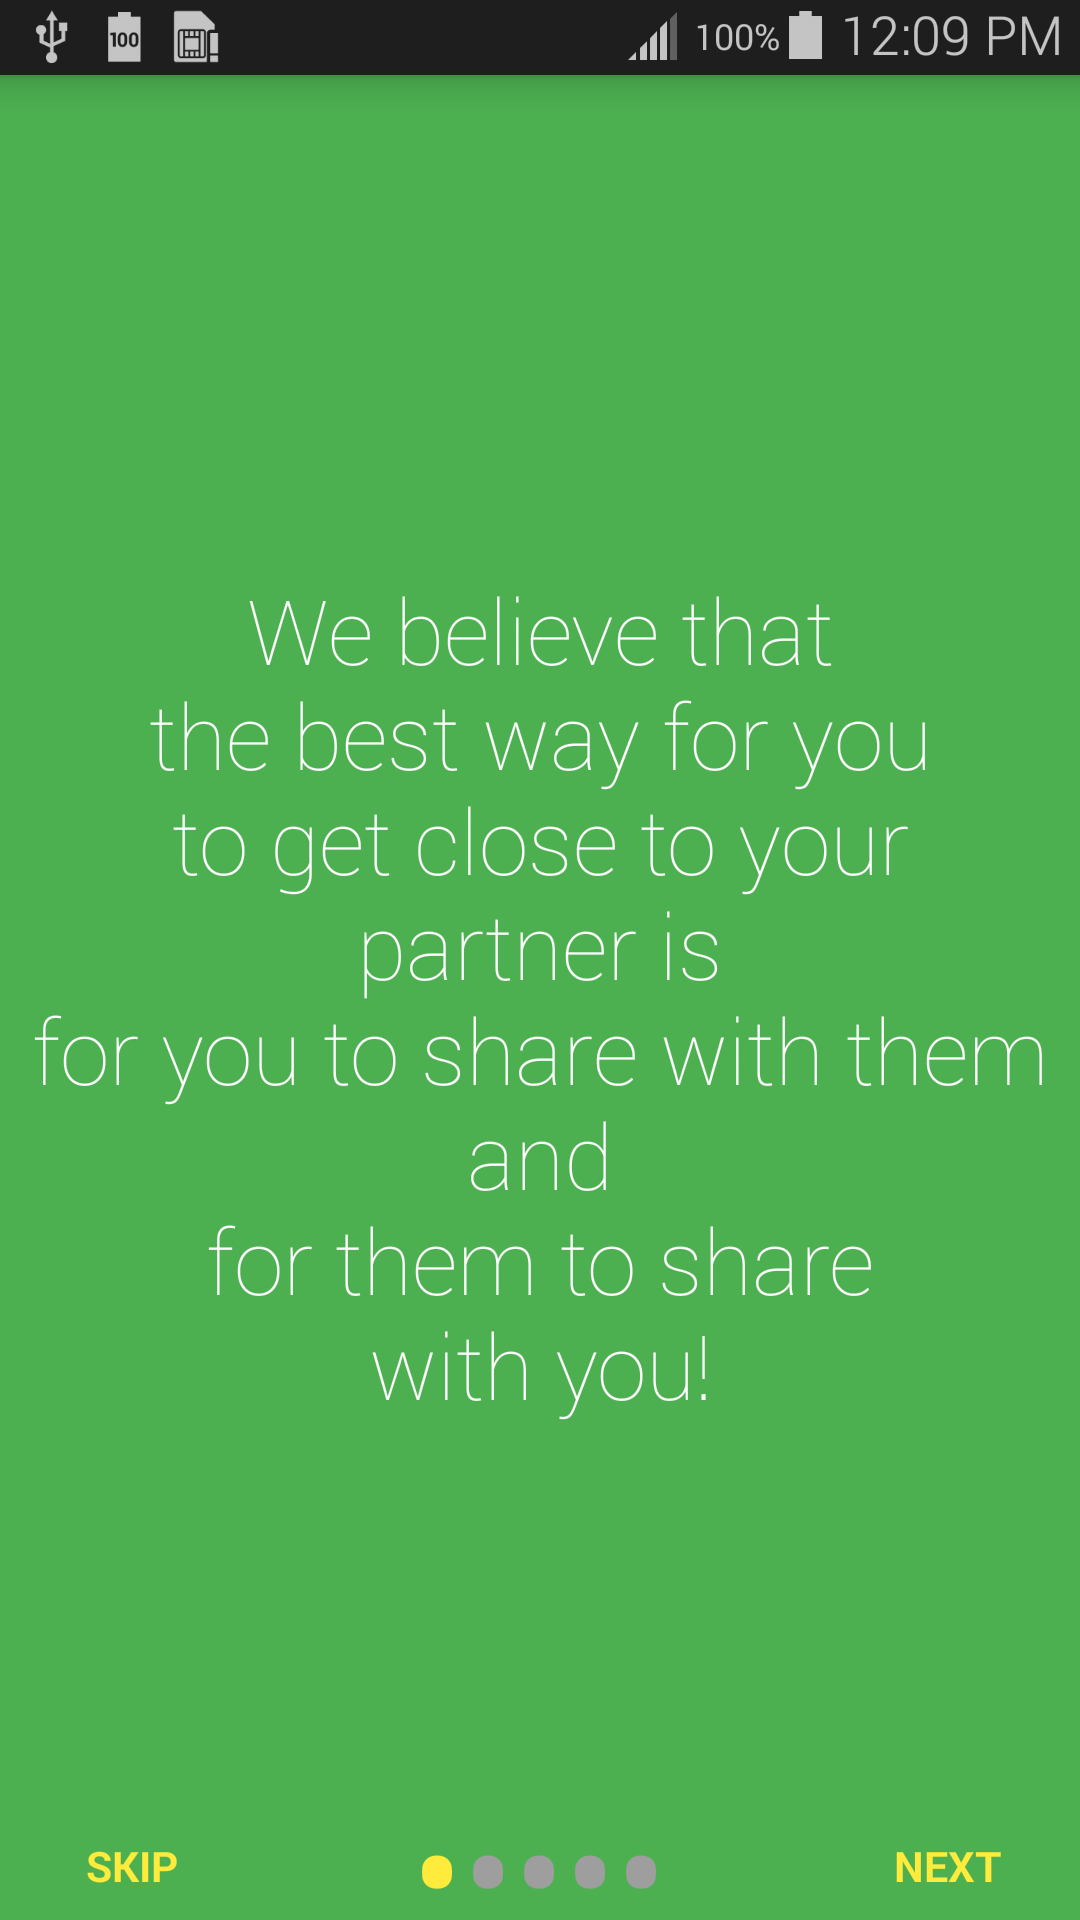 100 100% 12:09 PM
We believe that
the best way for you
to get close to your
partner is
for you to share with them
and
for them to share
with you!
SKIP NEXT